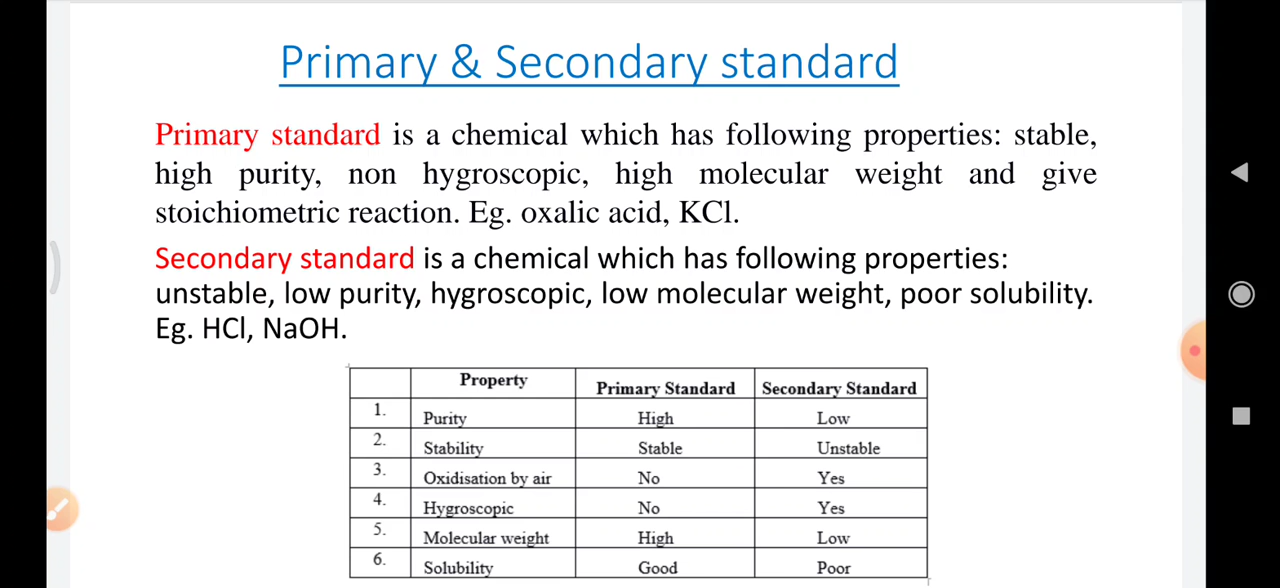 Primary & Secondary standard
Primary standard is a chemical which has following properties: stable,
high purity, non hygroscopic, high molecular weight and give
stoichiometric reaction. Eg. oxalic acid, KCl.
Secondary standard is a chemical which has following properties:
unstable, low purity, hygroscopic, low molecular weight, poor solubility.
Eg. HCl, NaOH.
Property Primary Standard Secondary Standard
1. Purity High Low
2. Stability Stable Unstable
3. Oxidisation by air No Yes
4. Hygroscopic No Yes
5. Molecular weight High Low
6. Solubility Good Poor